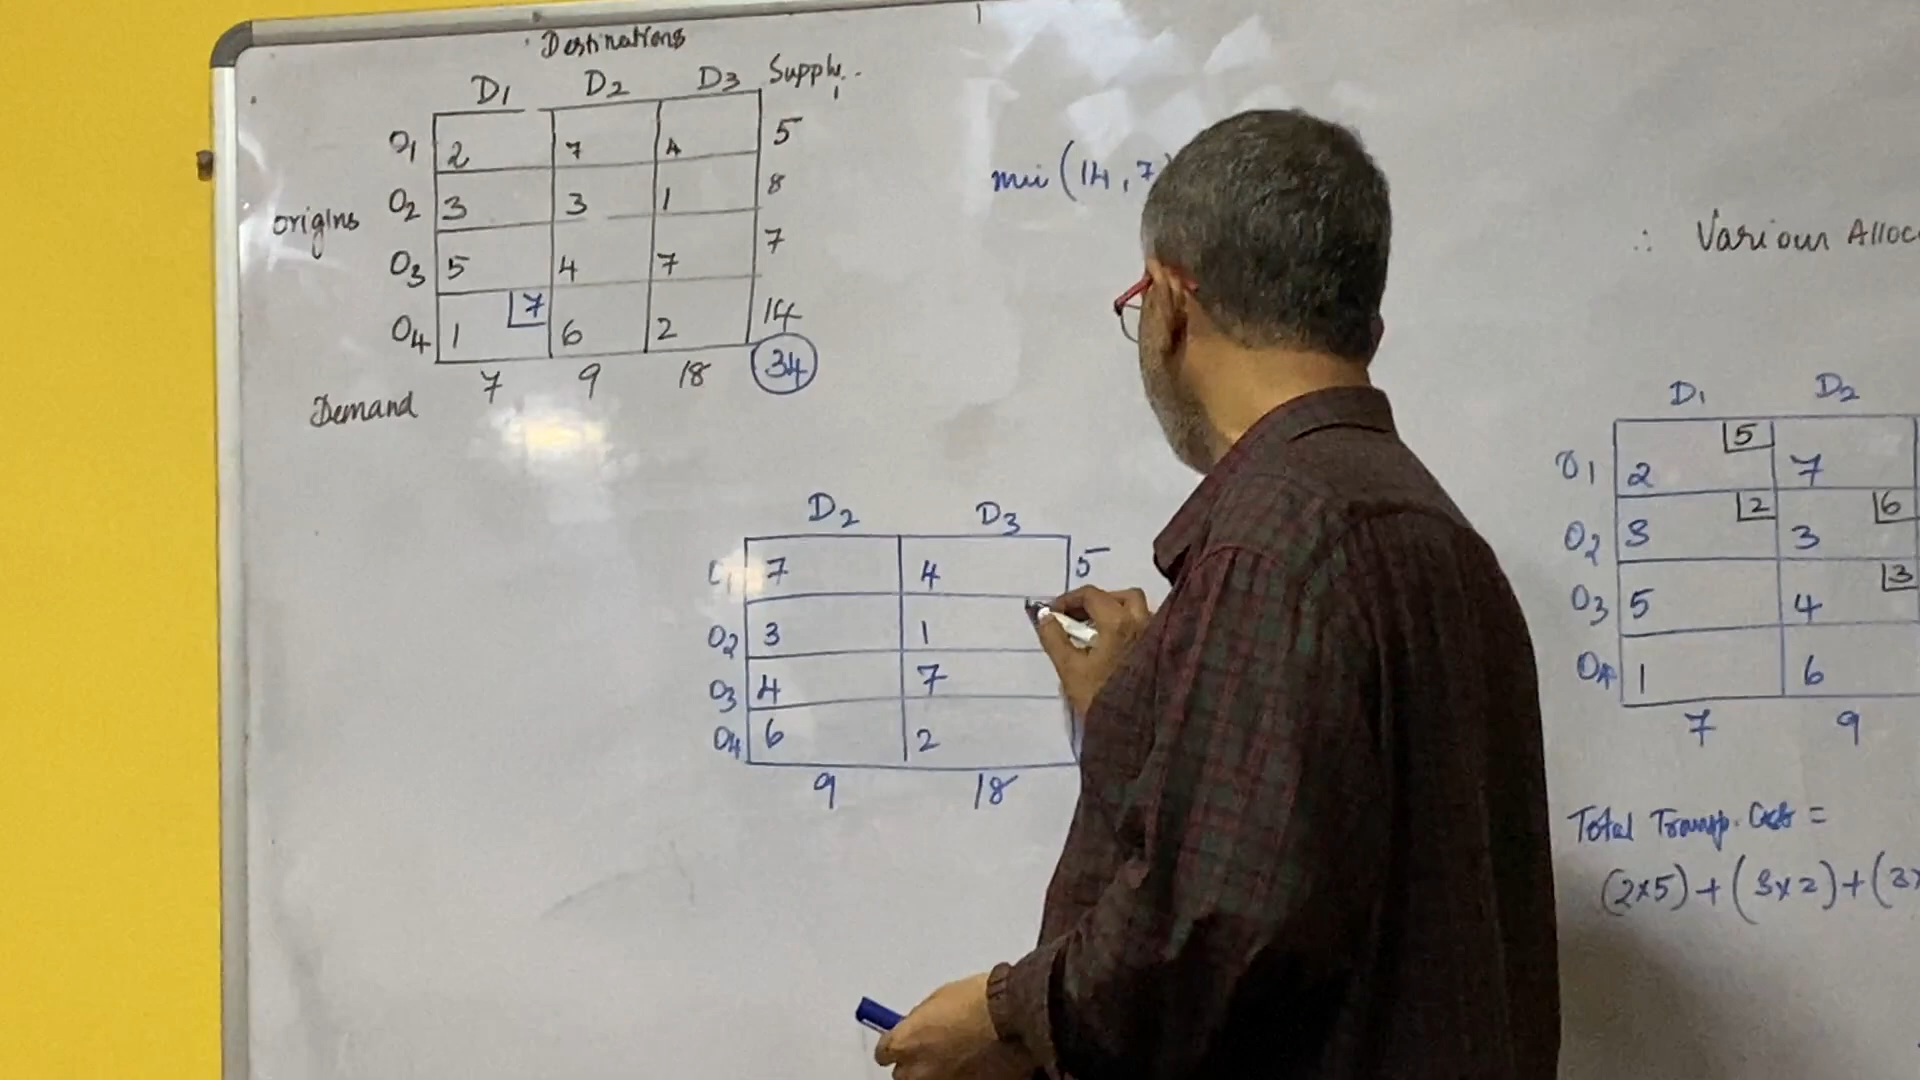 Destinations
D1 D2 D3 Supply
O1 2 7 4 5
O2 3 3 1 8
origins
O3 5 4 7 7
O4 1 7 6 2 14
7 9 18 34
Demand
min (14, 7
D2 D3
7 4 5
O2 3 1
O3 4 7
O4 6 2
9 18
∴ Various Alloc
D1 D2
O1 2 5 7
O2 3 2 3 6
O3 5 4 3
O4 1 6
7 9
Total Transp. Cost =
(2x5) + (3x2) + (3x